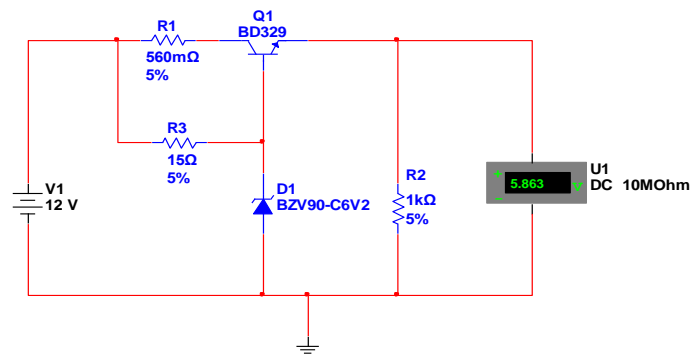 Q1
BD329
R1
560mΩ
5%
R3
15Ω
5%
V1
12 V
D1
BZV90-C6V2
R2
1kΩ
5%
+
5.863
V
−
U1
DC 10MOhm